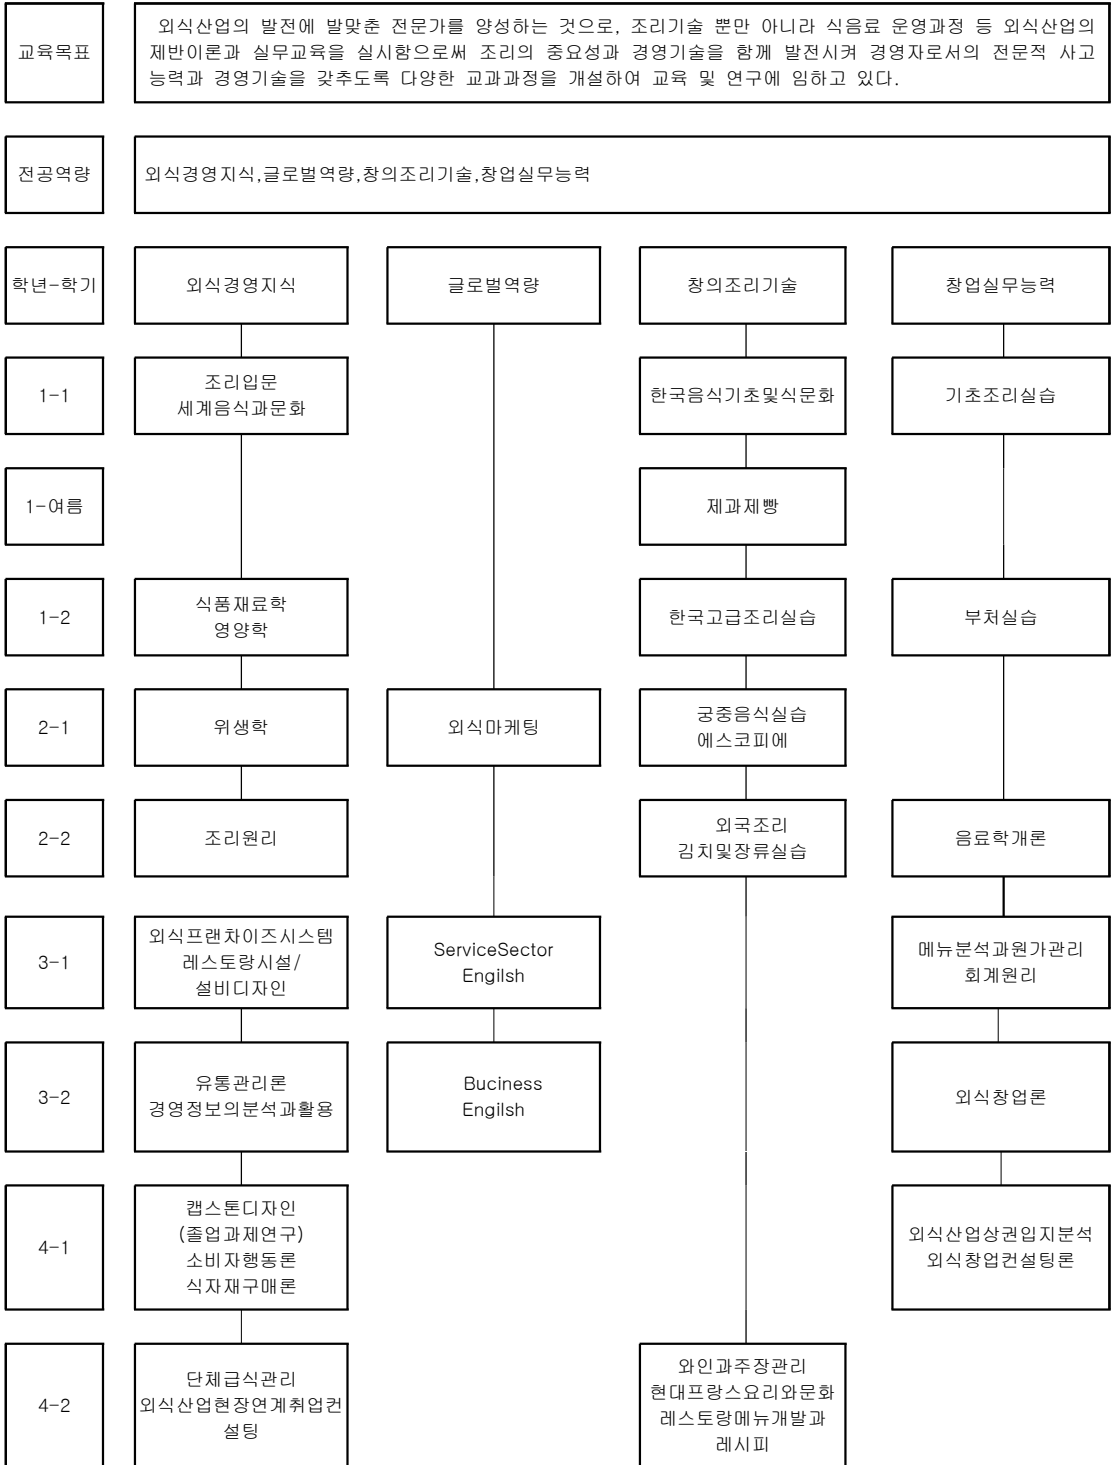 교육목표
외식산업의 발전에 발맞춘 전문가를 양성하는 것으로, 조리기술 뿐만 아니라 식음료 운영과정 등 외식산업의
제반이론과 실무교육을 실시함으로써 조리의 중요성과 경영기술을 함께 발전시켜 경영자로서의 전문적 사고
능력과 경영기술을 갖추도록 다양한 교과과정을 개설하여 교육 및 연구에 임하고 있다.
전공역량
외식경영지식,글로벌역량,창의조리기술,창업실무능력
학년-학기
외식경영지식
글로벌역량
창의조리기술
창업실무능력
1-1
조리입문
세계음식과문화
한국음식기초및식문화
기초조리실습
1-여름
제과제빵
1-2
식품재료학
영양학
한국고급조리실습
부처실습
2-1
위생학
외식마케팅
궁중음식실습
에스코피에
2-2
조리원리
외국조리
김치및장류실습
음료학개론
3-1
외식프랜차이즈시스템
레스토랑시설/
설비디자인
ServiceSector
Engilsh
메뉴분석과원가관리
회계원리
3-2
유통관리론
경영정보의분석과활용
Buciness
Engilsh
외식창업론
4-1
캡스톤디자인
(졸업과제연구)
소비자행동론
식자재구매론
외식산업상권입지분석
외식창업컨설팅론
4-2
단체급식관리
외식산업현장연계취업컨
설팅
와인과주장관리
현대프랑스요리와문화
레스토랑메뉴개발과
레시피